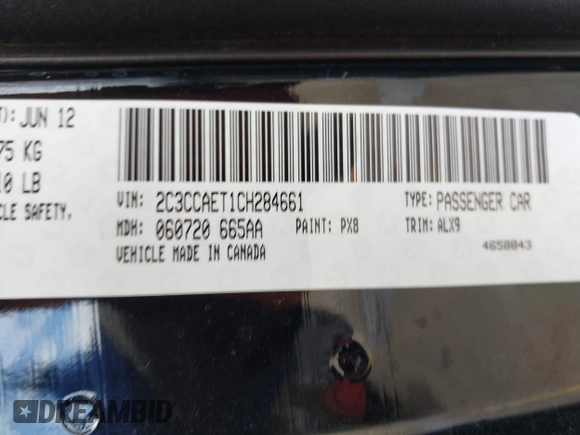 T): JUN 12
75 KG
10 LB
CLE SAFETY.
VIN: 2C3CCAET1CH284661
TYPE: PASSENGER CAR
MDH: 060720 665AA
PAINT: PX8
TRIM: ALX9
VEHICLE MADE IN CANADA
4658843
DREAMBID